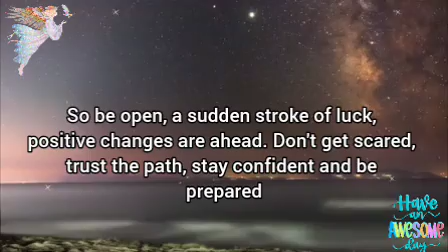 So be open, a sudden stroke of luck,
positive changes are ahead. Don't get scared,
trust the path, stay confident and be
prepared
Have
an
AWESOME
day